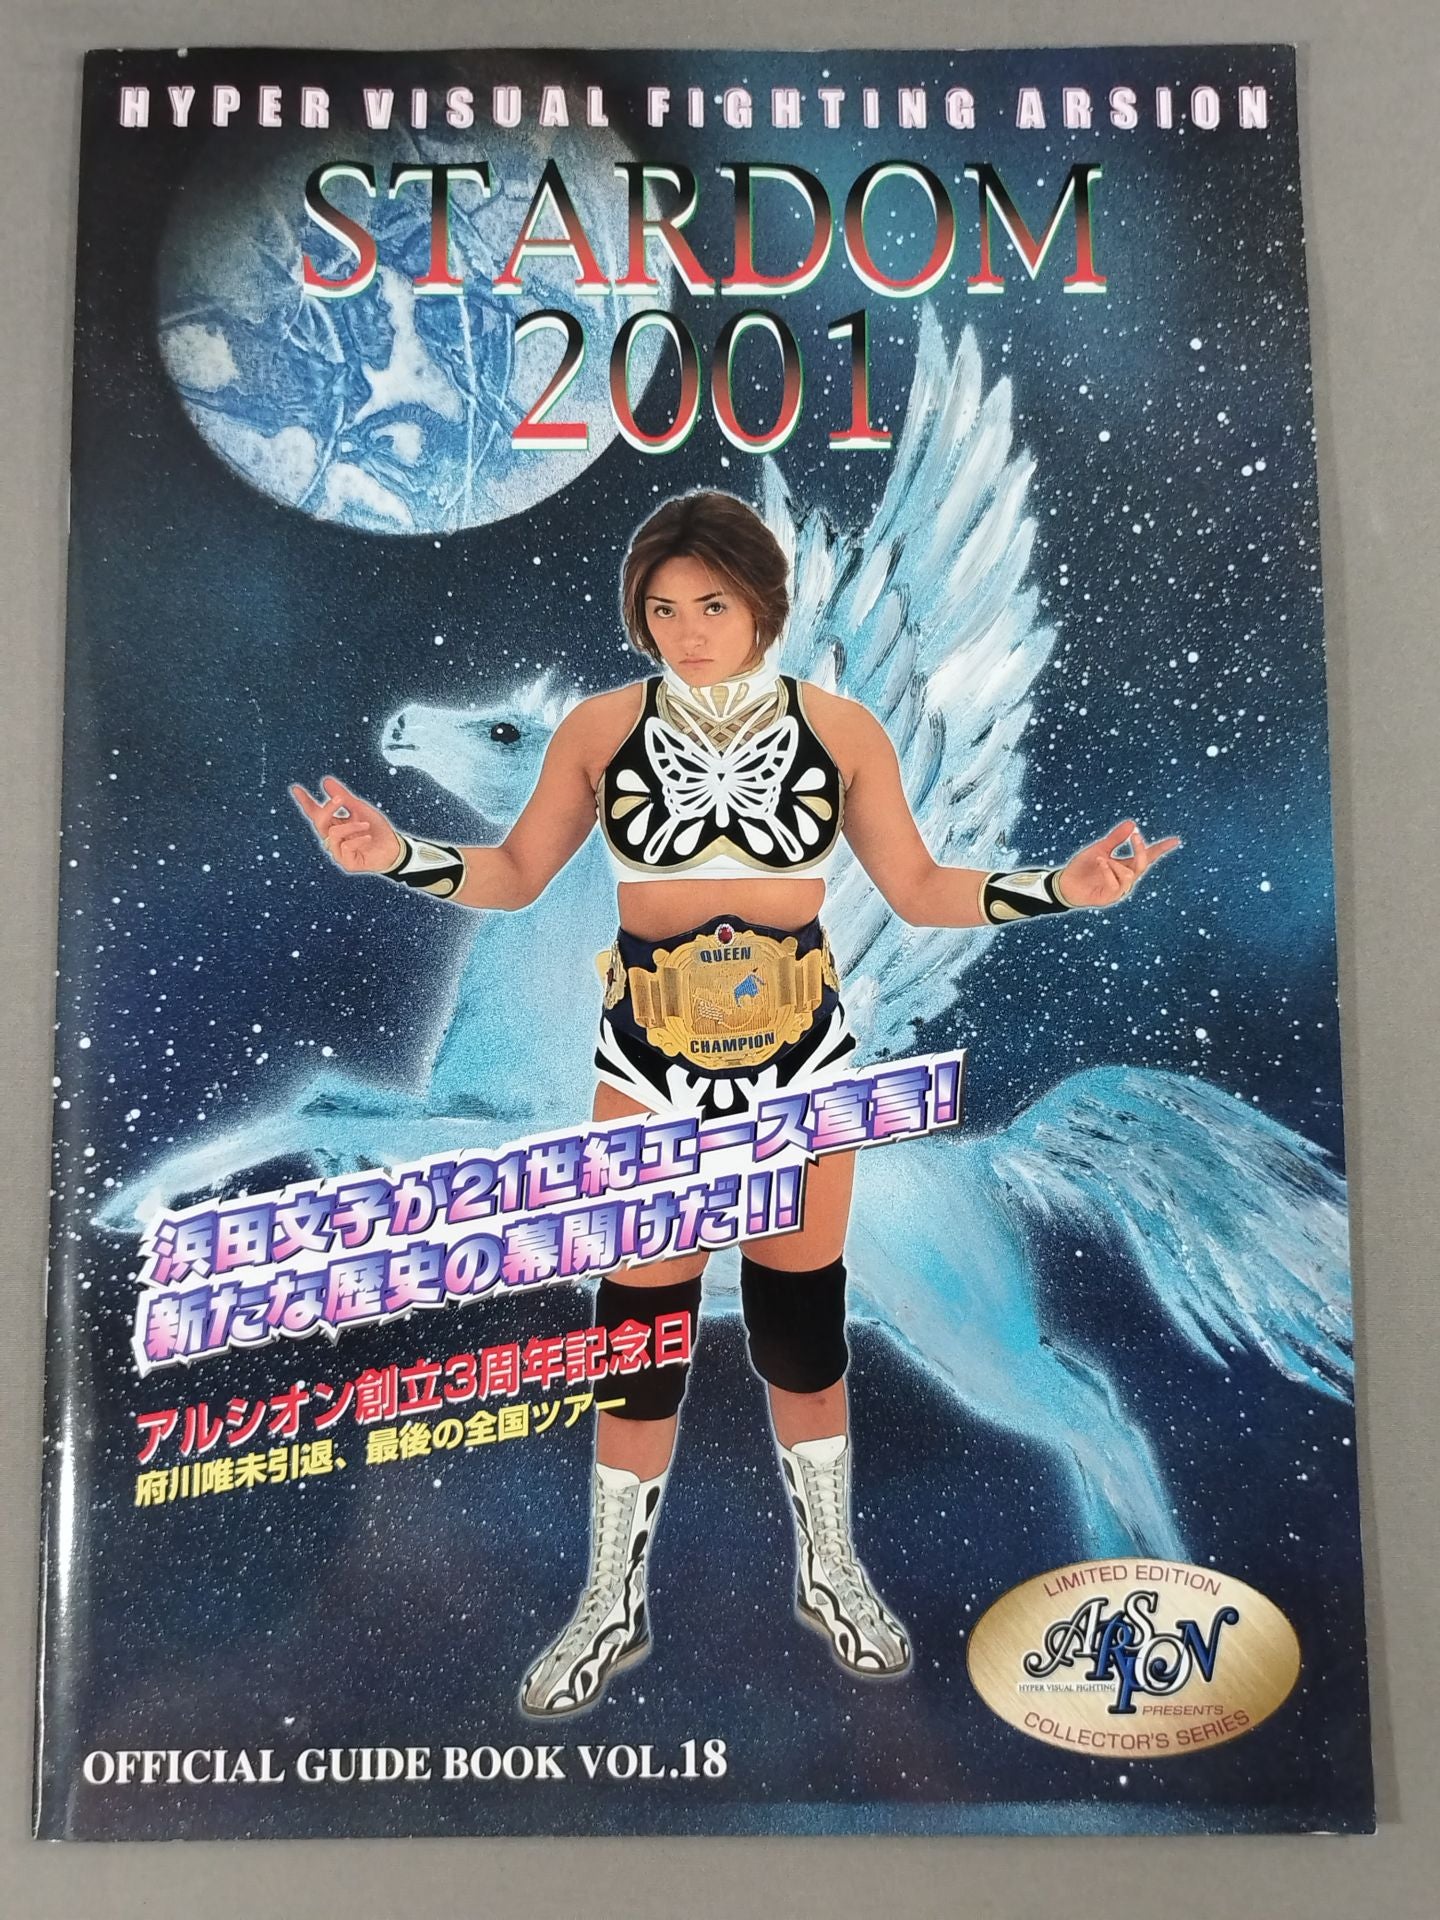 HYPER VISUAL FIGHTING ARSION
STARDOM
2001
QUEEN
CHAMPION
浜田文子が21世紀エース宣言!
新たな歴史の幕開けだ!!
アルシオン創立3周年記念日
府川唯未引退、最後の全国ツアー
LIMITED EDITION
ARSION
HYPER VISUAL FIGHTING
PRESENTS
COLLECTOR'S SERIES
OFFICIAL GUIDE BOOK VOL.18